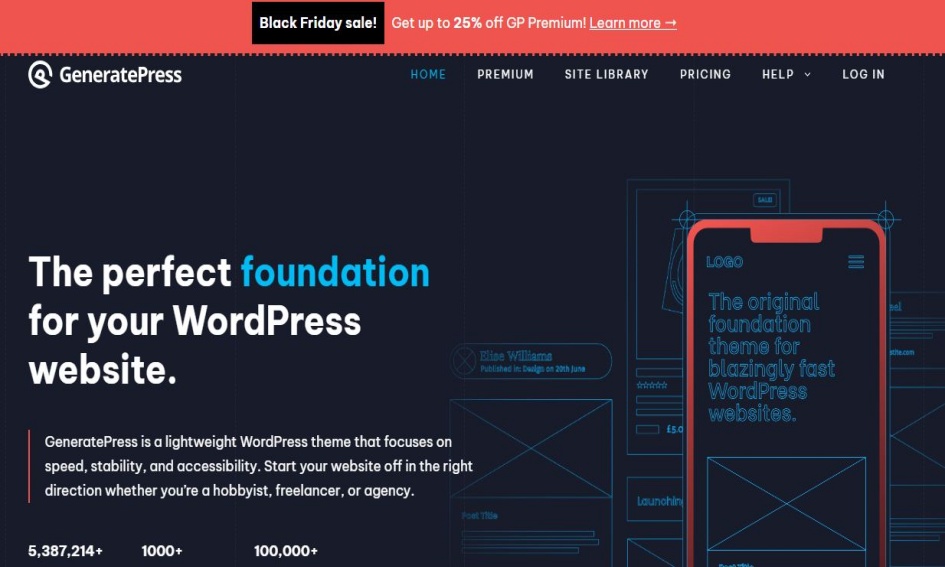 Black Friday sale! Get up to 25% off GP Premium! Learn more →
GeneratePress
HOME PREMIUM SITE LIBRARY PRICING HELP LOG IN
The perfect foundation
for your WordPress
website.
GeneratePress is a lightweight WordPress theme that focuses on
speed, stability, and accessibility. Start your website off in the right
direction whether you're a hobbyist, freelancer, or agency.
5,387,214+ 1000+ 100,000+
Elise Williams
Published in: Design on 20th June
Post Title
SALE!
£5.0
Launching
LOGO
The original
foundation
theme for
blazingly fast
WordPress
websites.